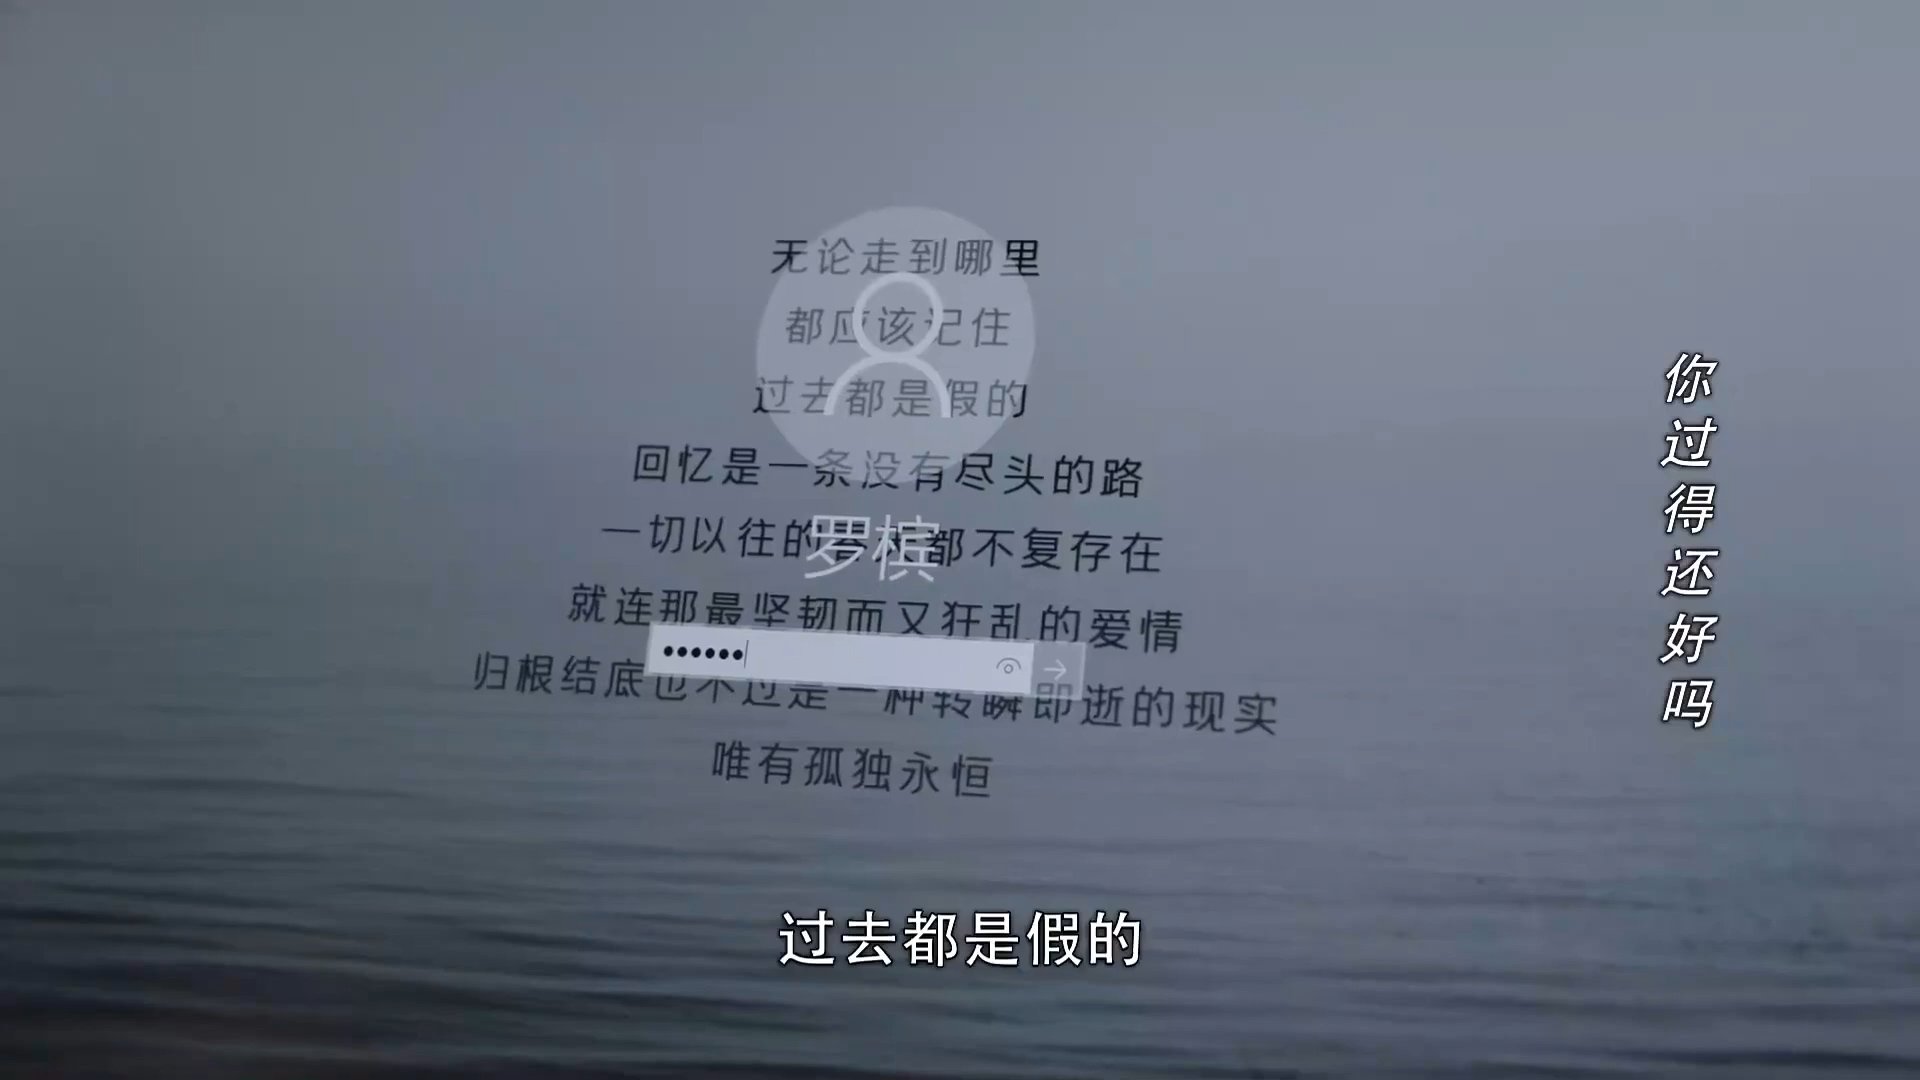 无论走到哪里
都应该记住
过去都是假的
回忆是一条没有尽头的路
一切以往的春天都不复存在
罗槟
就连那最坚韧而又狂乱的爱情
归根结底也不过是一种转瞬即逝的现实
唯有孤独永恒
你过得还好吗
过去都是假的